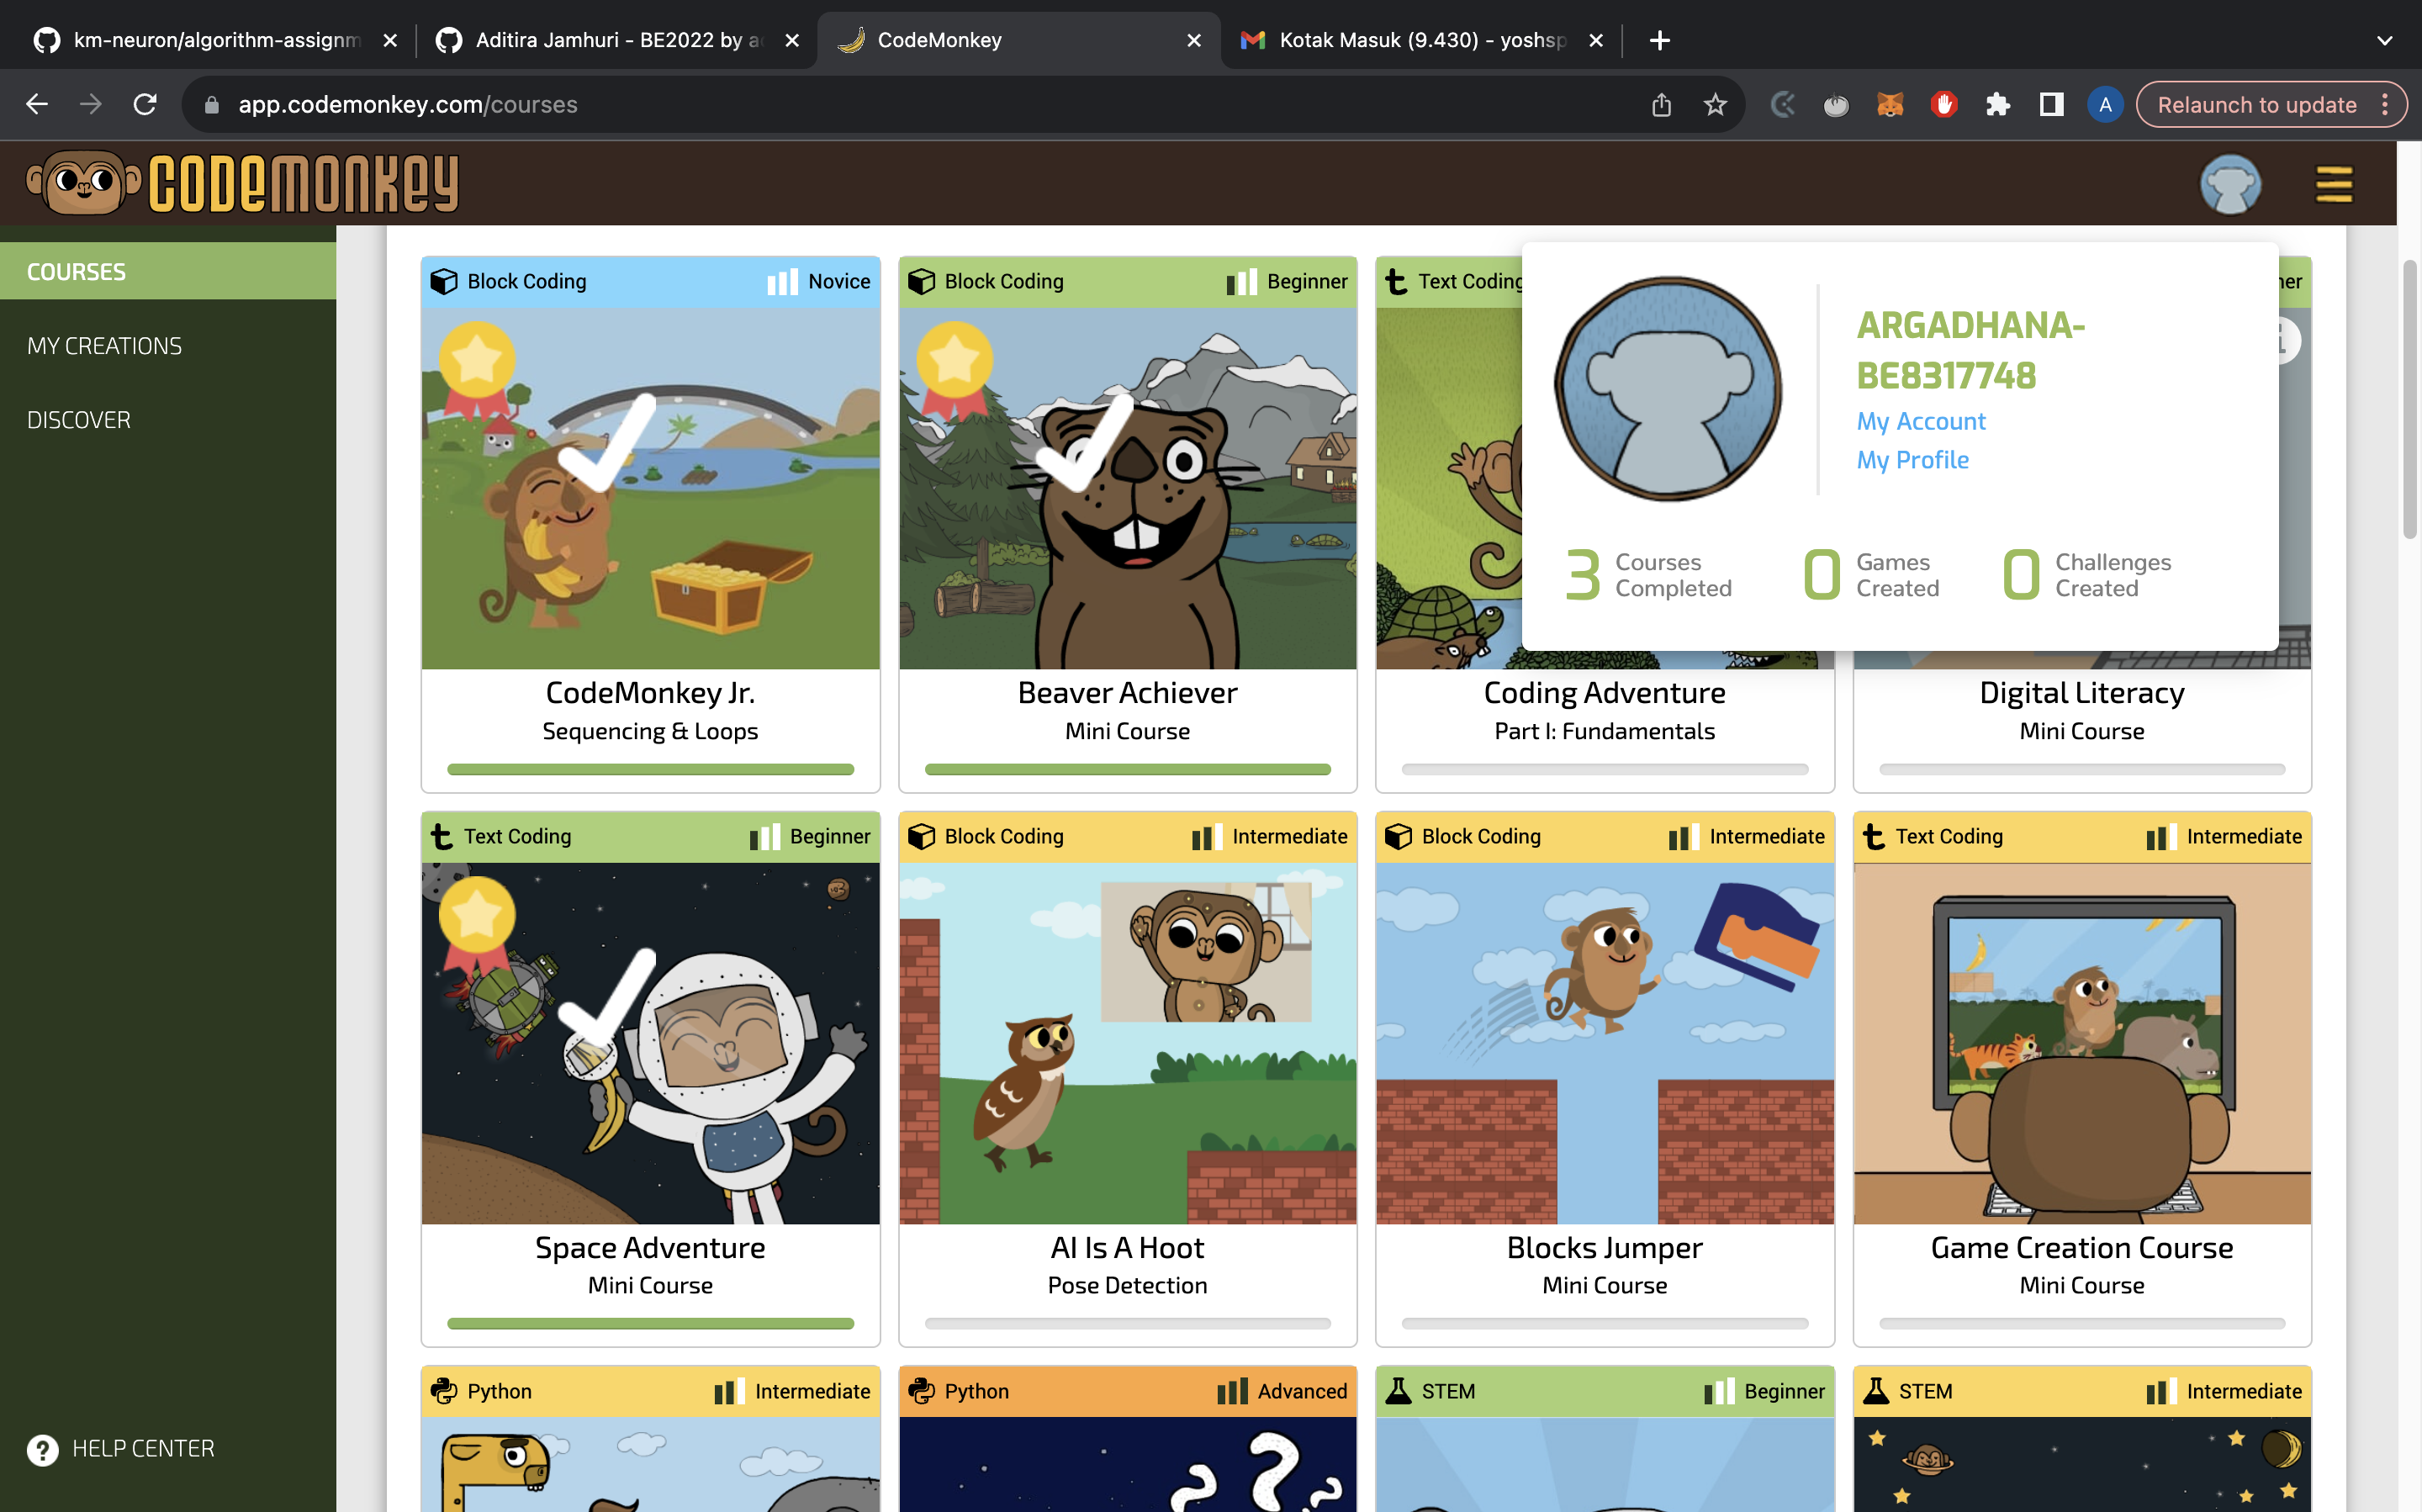 km-neuron/algorithm-assignm
Aditira Jamhuri - BE2022 by a
CodeMonkey
Kotak Masuk (9.430) - yoshsp
app.codemonkey.com/courses
A
Relaunch to update
CODEMONKEY
COURSES
MY CREATIONS
DISCOVER
HELP CENTER
Block Coding
Novice
Block Coding
Beginner
Text Coding
ner
ARGADHANA-
BE8317748
My Account
My Profile
3 Courses Completed
0 Games Created
0 Challenges Created
CodeMonkey Jr.
Sequencing & Loops
Beaver Achiever
Mini Course
Coding Adventure
Part I: Fundamentals
Digital Literacy
Mini Course
Text Coding
Beginner
Block Coding
Intermediate
Block Coding
Intermediate
Text Coding
Intermediate
Space Adventure
Mini Course
AI Is A Hoot
Pose Detection
Blocks Jumper
Mini Course
Game Creation Course
Mini Course
Python
Intermediate
Python
Advanced
STEM
Beginner
STEM
Intermediate